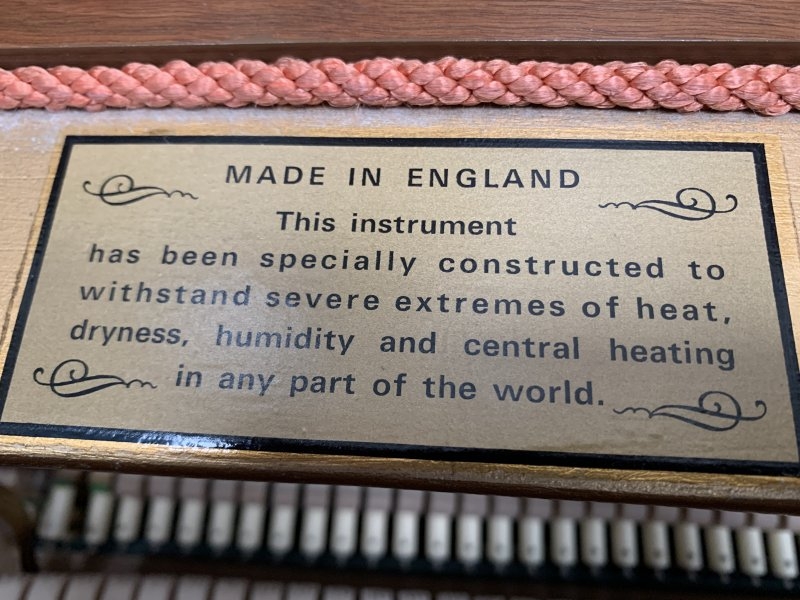 MADE IN ENGLAND
This instrument
has been specially constructed to
withstand severe extremes of heat,
dryness, humidity and central heating
in any part of the world.